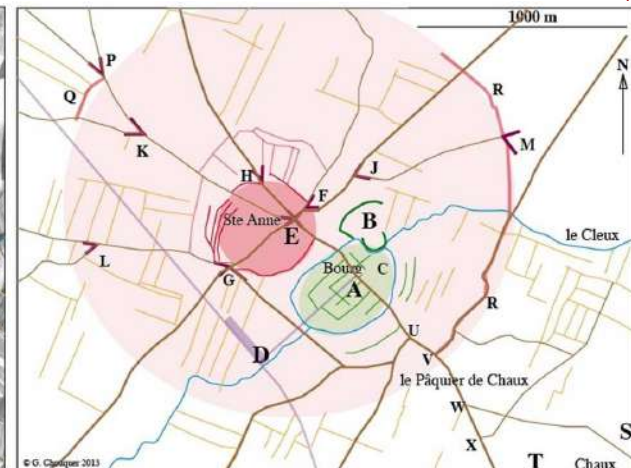 1000 m
N
P
Q
R
K
M
H
J
F
B
Ste Anne
E
le Cleux
L
Bourg
C
G
A
R
U
D
V
le Pâquier de Chaux
W
S
X
T
Chaux
© G. Chouquer 2013